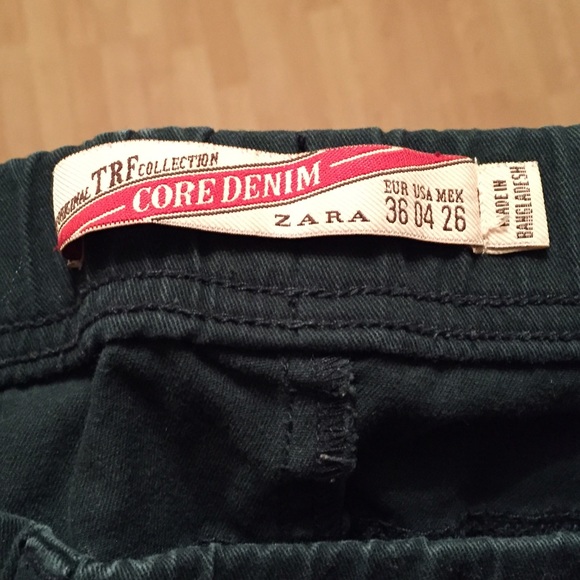 ORIGINAL TRF COLLECTION
CORE DENIM
ZARA
EUR USA MEX
36 04 26
MADE IN
BANGLADESH